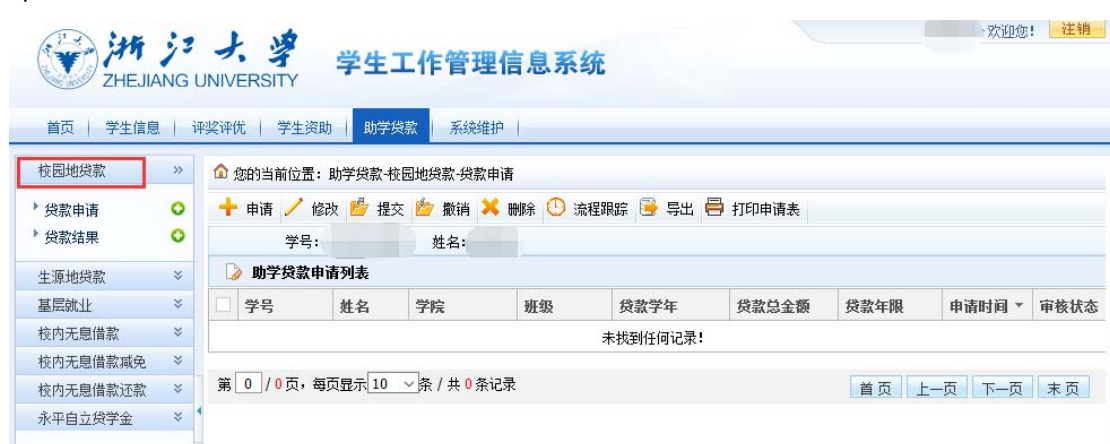 欢迎您! 注销
浙江大学 学生工作管理信息系统
ZHEJIANG UNIVERSITY
首页 学生信息 评奖评优 学生资助 助学贷款 系统维护
校园地贷款
贷款申请
贷款结果
生源地贷款
基层就业
校内无息借款
校内无息借款减免
校内无息借款还款
永平自立贷学金
您的当前位置：助学贷款-校园地贷款-贷款申请
申请 修改 提交 撤销 删除 流程跟踪 导出 打印申请表
学号: 姓名:
助学贷款申请列表
学号 姓名 学院 班级 贷款学年 贷款总金额 贷款年限 申请时间 审核状态
未找到任何记录!
第 0 / 0 页，每页显示 10 条 / 共 0 条记录 首页 上一页 下一页 末页